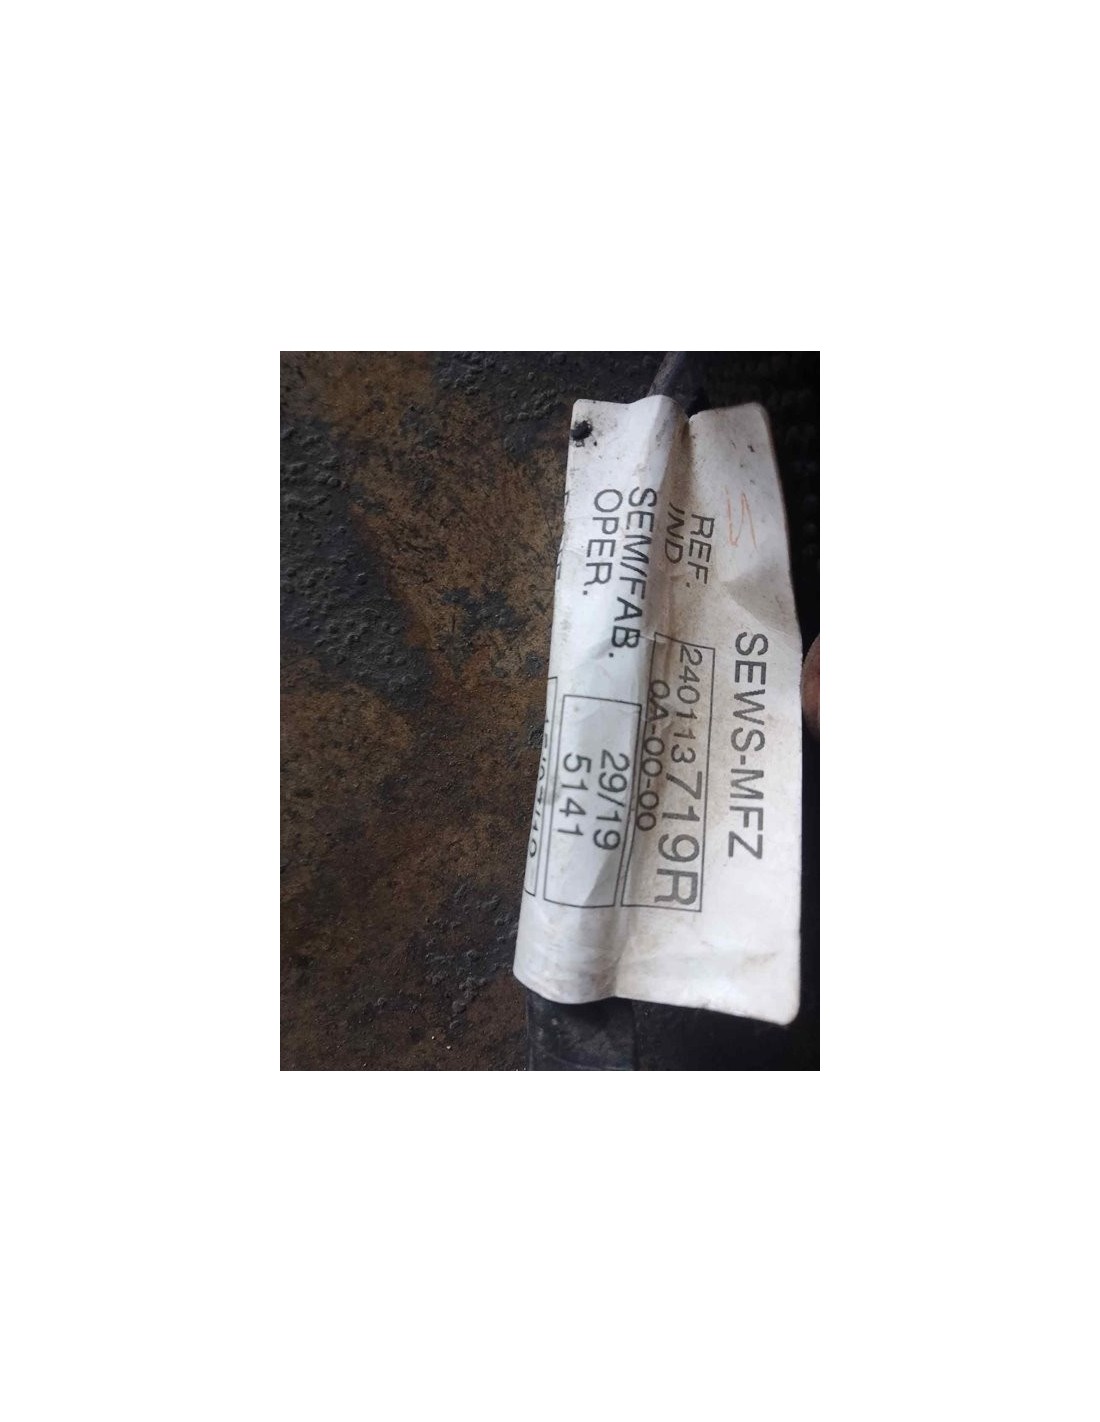 SEWS-MFZ
REF. 240113719R
IND 0A-00-00
SEM/FAB. 29/19
OPER. 5141